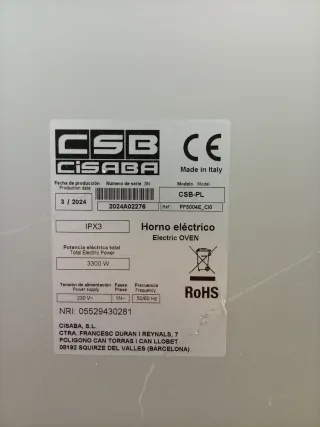 CSB
CiSABA
CE
Made in Italy
Fecha de producción Número de serie SN Modelo Model
Production date
3 / 2024 2024A02276 CSB-PL
Ref.: PF5004E_CI0
IPX3
Horno eléctrico
Electric OVEN
Potencia eléctrica total
Total Electric Power
3300 W
Tensión de alimentación Fases Frecuencia
Power supply Phase Frequency
230 V~ 1N~ 50/60 Hz
RoHS
NRI: 05529430281
CISABA, S.L
CTRA. FRANCESC DURAN I REYNALS, 7
POLIGONO CAN TORRAS I CAN LLOBET
08192 SQUIRZE DEL VALLES (BARCELONA)